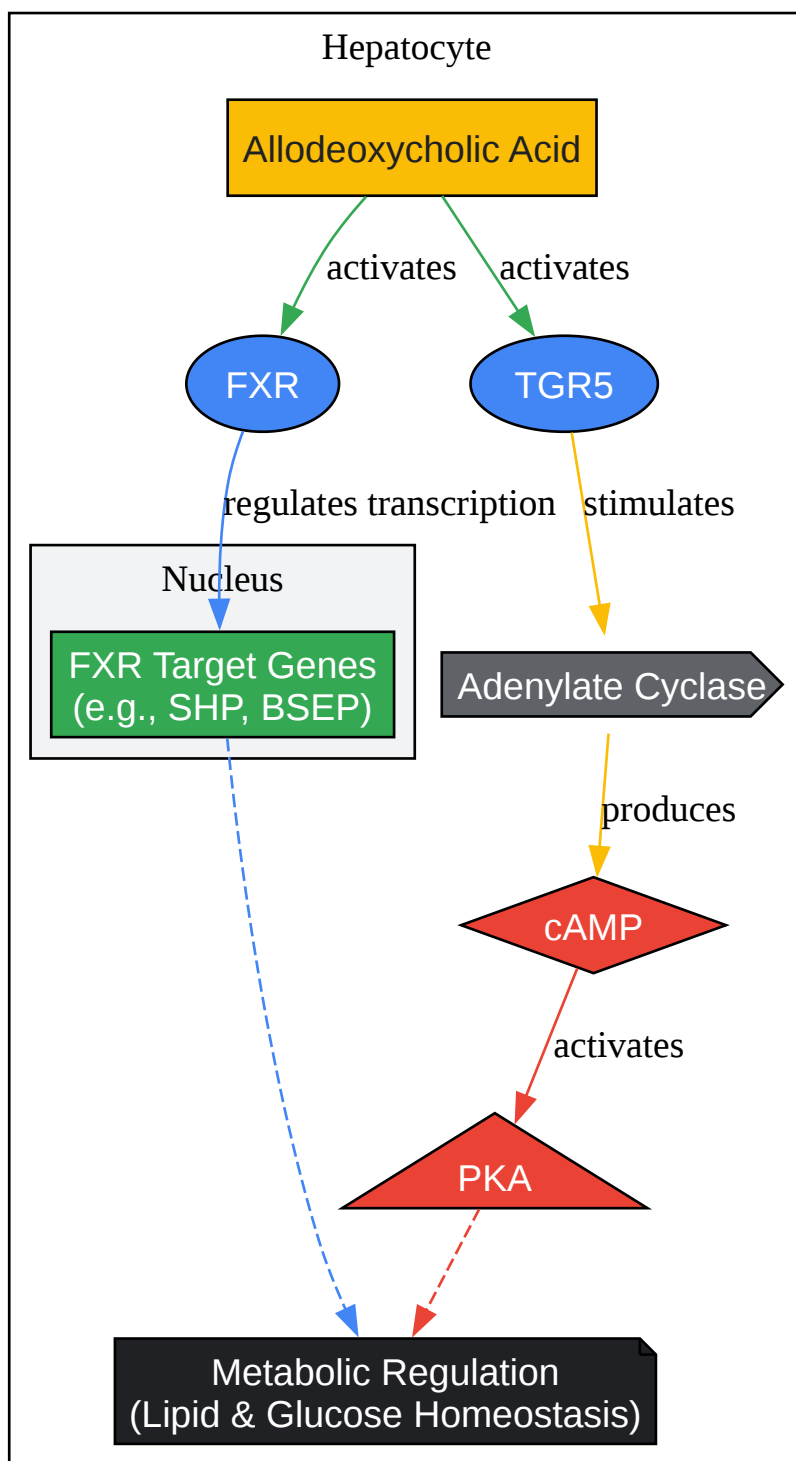 Hepatocyte
Allodeoxycholic Acid
activates
activates
FXR
TGR5
regulates transcription
stimulates
Nucleus
FXR Target Genes
(e.g., SHP, BSEP)
Adenylate Cyclase
produces
cAMP
activates
PKA
Metabolic Regulation
(Lipid & Glucose Homeostasis)